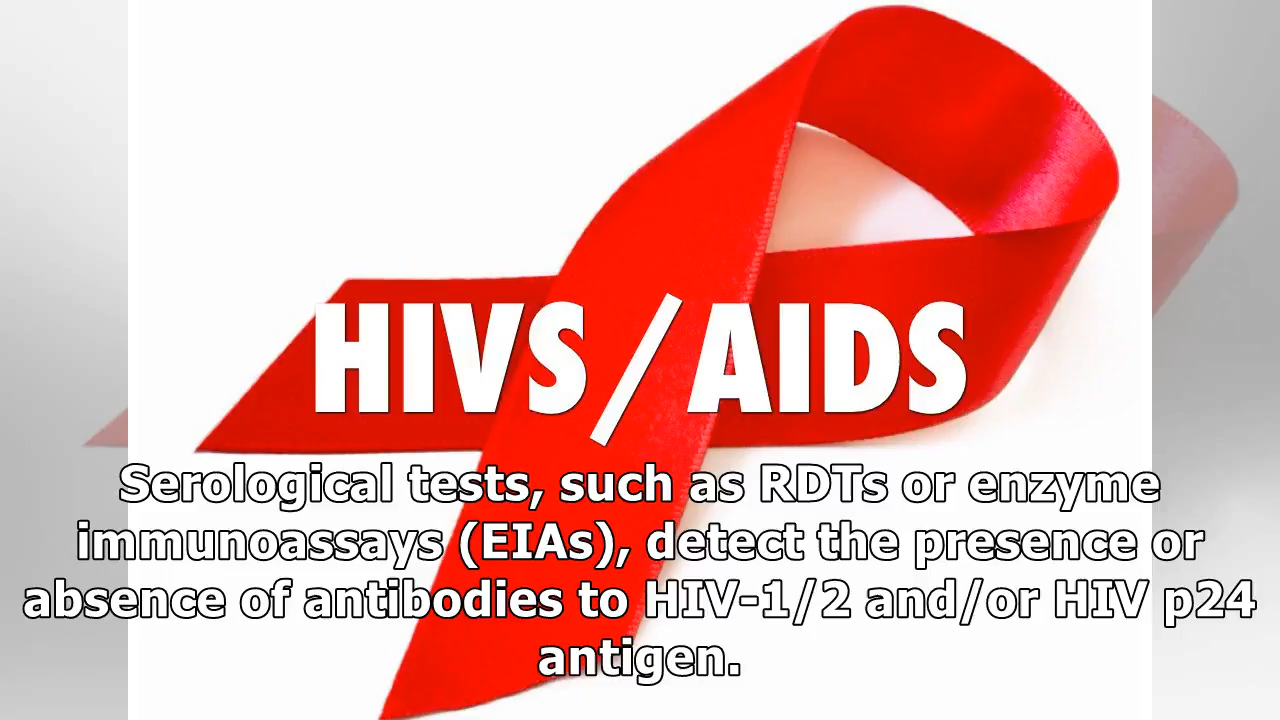 HIVS/AIDS
Serological tests, such as RDTs or enzyme
immunoassays (EIAs), detect the presence or
absence of antibodies to HIV-1/2 and/or HIV p24
antigen.